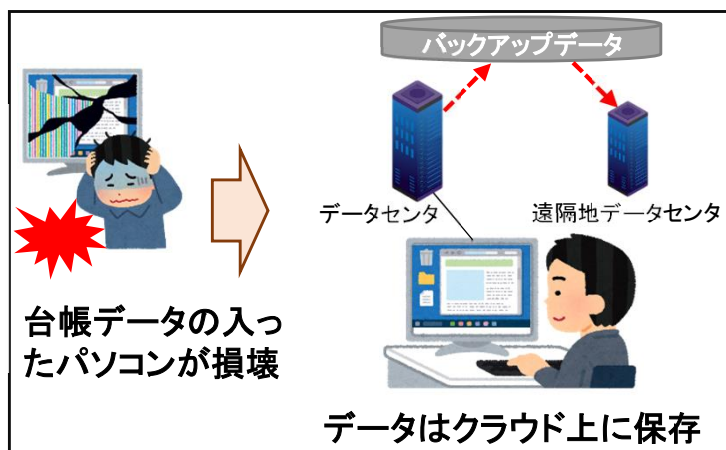 バックアップデータ
データセンタ
遠隔地データセンタ
台帳データの入っ
たパソコンが損壊
データはクラウド上に保存